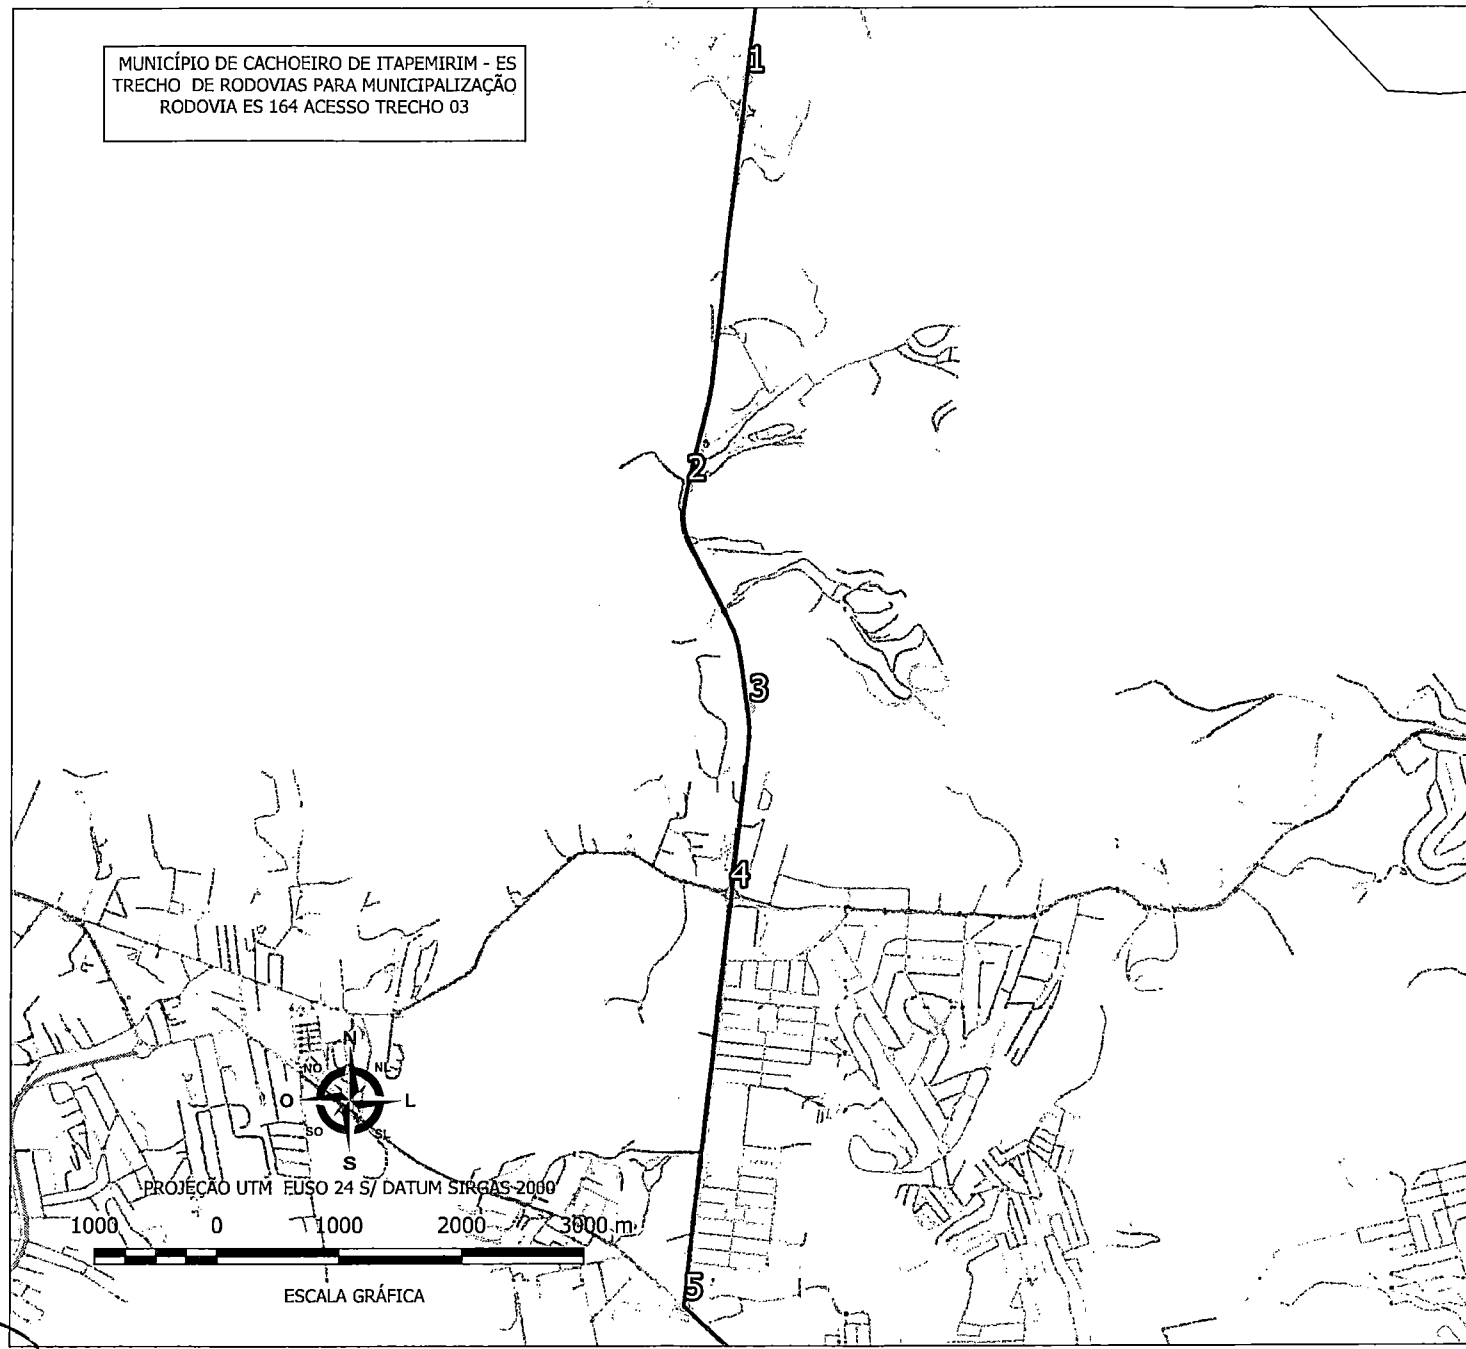 MUNICÍPIO DE CACHOEIRO DE ITAPEMIRIM - ES
TRECHO DE RODOVIAS PARA MUNICIPALIZAÇÃO
RODOVIA ES 164 ACESSO TRECHO 03
1
2
3
4
N
NO NL
O L
SO SL
S
PROJEÇÃO UTM FUSO 24 S/ DATUM SIRGAS 2000
1000 0 1000 2000 3000 m
5
ESCALA GRÁFICA